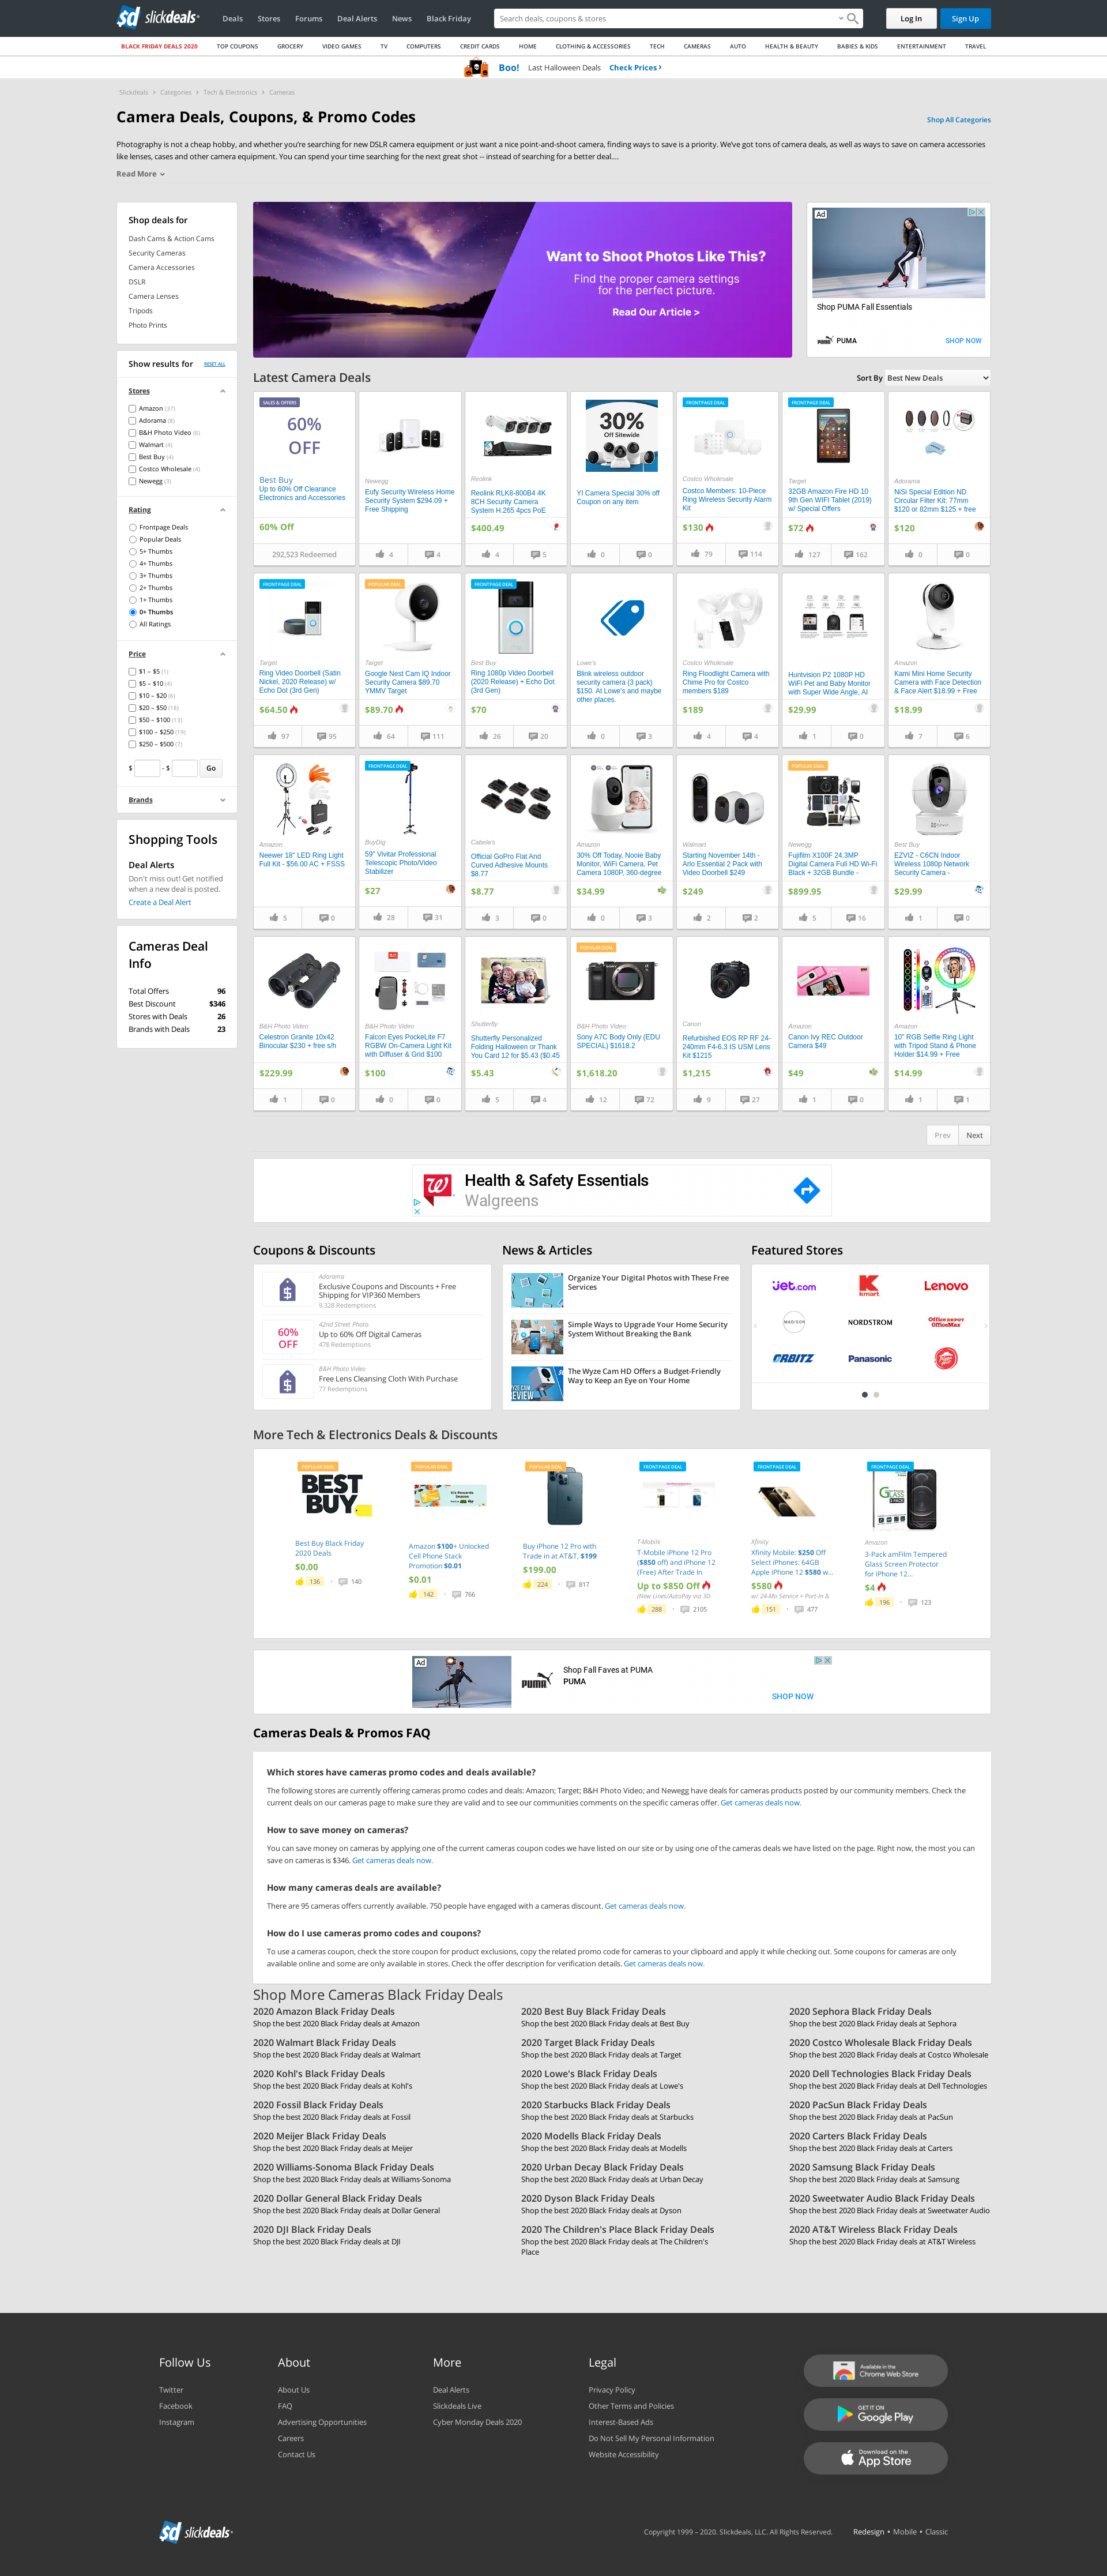 slickdeals
Deals
Stores
Forums
Deal Alerts
News
Black Friday
Search deals, coupons & stores
Log In
Sign Up
BLACK FRIDAY DEALS 2020
TOP COUPONS
GROCERY
VIDEO GAMES
TV
COMPUTERS
CREDIT CARDS
HOME
CLOTHING & ACCESSORIES
TECH
CAMERAS
AUTO
HEALTH & BEAUTY
BABIES & KIDS
ENTERTAINMENT
TRAVEL
Boo! Last Halloween Deals Check Prices ›
Slickdeals › Categories › Tech & Electronics › Cameras
Camera Deals, Coupons, & Promo Codes
Shop All Categories
Photography is not a cheap hobby, and whether you're searching for new DSLR camera equipment or just want a nice point-and-shoot camera, finding ways to save is a priority. We've got tons of camera deals, as well as ways to save on camera accessories
like lenses, cases and other camera equipment. You can spend your time searching for the next great shot -- instead of searching for a better deal....
Read More
Shop deals for
Dash Cams & Action Cams
Security Cameras
Camera Accessories
DSLR
Camera Lenses
Tripods
Photo Prints
Show results for
RESET ALL
Stores
Amazon (37)
Adorama (8)
B&H Photo Video (6)
Walmart (4)
Best Buy (4)
Costco Wholesale (4)
Newegg (3)
Rating
Frontpage Deals
Popular Deals
5+ Thumbs
4+ Thumbs
3+ Thumbs
2+ Thumbs
1+ Thumbs
0+ Thumbs
All Ratings
Price
$1 – $5 (1)
$5 – $10 (4)
$10 – $20 (6)
$20 – $50 (18)
$50 – $100 (13)
$100 – $250 (19)
$250 – $500 (7)
$ - $ Go
Brands
Shopping Tools
Deal Alerts
Don't miss out! Get notified
when a new deal is posted.
Create a Deal Alert
Cameras Deal
Info
Total Offers 96
Best Discount $346
Stores with Deals 26
Brands with Deals 23
Want to Shoot Photos Like This?
Find the proper camera settings
for the perfect picture.
Read Our Article >
Ad
Shop PUMA Fall Essentials
PUMA
SHOP NOW
Latest Camera Deals
Sort By Best New Deals
SALES & OFFERS
60%
OFF
Best Buy
Up to 60% Off Clearance
Electronics and Accessories
60% Off
292,523 Redeemed
Newegg
Eufy Security Wireless Home
Security System $294.09 +
Free Shipping
4 4
Reolink
Reolink RLK8-800B4 4K
8CH Security Camera
System H.265 4pcs PoE
$400.49
4 5
30%
Off Sitewide
YI Camera Special 30% off
Coupon on any item
0 0
FRONTPAGE DEAL
Costco Wholesale
Costco Members: 10-Piece
Ring Wireless Security Alarm
Kit
$130
79 114
FRONTPAGE DEAL
Target
32GB Amazon Fire HD 10
9th Gen WIFI Tablet (2019)
w/ Special Offers
$72
127 162
Adorama
NiSi Special Edition ND
Circular Filter Kit: 77mm
$120 or 82mm $125 + free
$120
0 0
FRONTPAGE DEAL
Target
Ring Video Doorbell (Satin
Nickel, 2020 Release) w/
Echo Dot (3rd Gen)
$64.50
97 95
POPULAR DEAL
Target
Google Nest Cam IQ Indoor
Security Camera $89.70
YMMV Target
$89.70
64 111
FRONTPAGE DEAL
Best Buy
Ring 1080p Video Doorbell
(2020 Release) + Echo Dot
(3rd Gen)
$70
26 20
Lowe's
Blink wireless outdoor
security camera (3 pack)
$150. At Lowe's and maybe
other places.
0 3
Costco Wholesale
Ring Floodlight Camera with
Chime Pro for Costco
members $189
$189
4 4
Huntvision P2 1080P HD
WiFi Pet and Baby Monitor
with Super Wide Angle, AI
$29.99
1 0
Amazon
Kami Mini Home Security
Camera with Face Detection
& Face Alert $18.99 + Free
$18.99
7 6
Amazon
Neewer 18" LED Ring Light
Full Kit - $56.00 AC + FSSS
5 0
FRONTPAGE DEAL
BuyDig
59" Vivitar Professional
Telescopic Photo/Video
Stabilizer
$27
28 31
Cabela's
Official GoPro Flat And
Curved Adhesive Mounts
$8.77
$8.77
3 0
Amazon
30% Off Today, Nooie Baby
Monitor, WiFi Camera, Pet
Camera 1080P, 360-degree
$34.99
0 3
Walmart
Starting November 14th -
Arlo Essential 2 Pack with
Video Doorbell $249
$249
2 2
POPULAR DEAL
Newegg
Fujifilm X100F 24.3MP
Digital Camera Full HD Wi-Fi
Black + 32GB Bundle -
$899.95
5 16
Best Buy
EZVIZ - C6CN Indoor
Wireless 1080p Network
Security Camera -
$29.99
1 0
B&H Photo Video
Celestron Granite 10x42
Binocular $230 + free s/h
$229.99
1 0
B&H Photo Video
Falcon Eyes PockeLite F7
RGBW On-Camera Light Kit
with Diffuser & Grid $100
$100
0 0
Shutterfly
Shutterfly Personalized
Folding Halloween or Thank
You Card 12 for $5.43 ($0.45
$5.43
5 4
POPULAR DEAL
B&H Photo Video
Sony A7C Body Only (EDU
SPECIAL) $1618.2
$1,618.20
12 72
Canon
Refurbished EOS RP RF 24-
240mm F4-6.3 IS USM Lens
Kit $1215
$1,215
9 27
Amazon
Canon Ivy REC Outdoor
Camera $49
$49
1 0
Amazon
10" RGB Selfie Ring Light
with Tripod Stand & Phone
Holder $14.99 + Free
$14.99
1 1
Prev Next
Health & Safety Essentials
Walgreens
Coupons & Discounts
Adorama
Exclusive Coupons and Discounts + Free
Shipping for VIP360 Members
9,328 Redemptions
60%
OFF
42nd Street Photo
Up to 60% Off Digital Cameras
478 Redemptions
B&H Photo Video
Free Lens Cleansing Cloth With Purchase
77 Redemptions
News & Articles
Organize Your Digital Photos with These Free
Services
Simple Ways to Upgrade Your Home Security
System Without Breaking the Bank
The Wyze Cam HD Offers a Budget-Friendly
Way to Keep an Eye on Your Home
Featured Stores
Jet.com
Kmart
Lenovo
MADISON
NORDSTROM
Office DEPOT
OfficeMax
ORBITZ
Panasonic
More Tech & Electronics Deals & Discounts
POPULAR DEAL
BEST
BUY
Best Buy Black Friday
2020 Deals
$0.00
136 · 140
POPULAR DEAL
Amazon $100+ Unlocked
Cell Phone Stack
Promotion $0.01
$0.01
142 · 766
POPULAR DEAL
Buy iPhone 12 Pro with
Trade in at AT&T, $199
$199.00
224 · 817
FRONTPAGE DEAL
T-Mobile
T-Mobile iPhone 12 Pro
($850 off) and iPhone 12
(Free) After Trade In
Up to $850 Off
(New Lines/AutoPay via 30-
288 · 2105
FRONTPAGE DEAL
Xfinity
Xfinity Mobile: $250 Off
Select iPhones: 64GB
Apple iPhone 12 $580 w...
$580
w/ 24-Mo Service + Port-In &
151 · 477
FRONTPAGE DEAL
Amazon
3-Pack amFilm Tempered
Glass Screen Protector
for iPhone 12...
$4
196 · 123
Ad
Shop Fall Faves at PUMA
PUMA
SHOP NOW
Cameras Deals & Promos FAQ
Which stores have cameras promo codes and deals available?
The following stores are currently offering cameras promo codes and deals: Amazon; Target; B&H Photo Video; and Newegg have deals for cameras products posted by our community members. Check the
current deals on our cameras page to make sure they are valid and to see our communities comments on the specific cameras offer. Get cameras deals now.
How to save money on cameras?
You can save money on cameras by applying one of the current cameras coupon codes we have listed on our site or by using one of the cameras deals we have listed on the page. Right now, the most you can
save on cameras is $346. Get cameras deals now.
How many cameras deals are available?
There are 95 cameras offers currently available. 750 people have engaged with a cameras discount. Get cameras deals now.
How do I use cameras promo codes and coupons?
To use a cameras coupon, check the store coupon for product exclusions, copy the related promo code for cameras to your clipboard and apply it while checking out. Some coupons for cameras are only
available online and some are only available in stores. Check the offer description for verification details. Get cameras deals now.
Shop More Cameras Black Friday Deals
2020 Amazon Black Friday Deals
Shop the best 2020 Black Friday deals at Amazon
2020 Best Buy Black Friday Deals
Shop the best 2020 Black Friday deals at Best Buy
2020 Sephora Black Friday Deals
Shop the best 2020 Black Friday deals at Sephora
2020 Walmart Black Friday Deals
Shop the best 2020 Black Friday deals at Walmart
2020 Target Black Friday Deals
Shop the best 2020 Black Friday deals at Target
2020 Costco Wholesale Black Friday Deals
Shop the best 2020 Black Friday deals at Costco Wholesale
2020 Kohl's Black Friday Deals
Shop the best 2020 Black Friday deals at Kohl's
2020 Lowe's Black Friday Deals
Shop the best 2020 Black Friday deals at Lowe's
2020 Dell Technologies Black Friday Deals
Shop the best 2020 Black Friday deals at Dell Technologies
2020 Fossil Black Friday Deals
Shop the best 2020 Black Friday deals at Fossil
2020 Starbucks Black Friday Deals
Shop the best 2020 Black Friday deals at Starbucks
2020 PacSun Black Friday Deals
Shop the best 2020 Black Friday deals at PacSun
2020 Meijer Black Friday Deals
Shop the best 2020 Black Friday deals at Meijer
2020 Modells Black Friday Deals
Shop the best 2020 Black Friday deals at Modells
2020 Carters Black Friday Deals
Shop the best 2020 Black Friday deals at Carters
2020 Williams-Sonoma Black Friday Deals
Shop the best 2020 Black Friday deals at Williams-Sonoma
2020 Urban Decay Black Friday Deals
Shop the best 2020 Black Friday deals at Urban Decay
2020 Samsung Black Friday Deals
Shop the best 2020 Black Friday deals at Samsung
2020 Dollar General Black Friday Deals
Shop the best 2020 Black Friday deals at Dollar General
2020 Dyson Black Friday Deals
Shop the best 2020 Black Friday deals at Dyson
2020 Sweetwater Audio Black Friday Deals
Shop the best 2020 Black Friday deals at Sweetwater Audio
2020 DJI Black Friday Deals
Shop the best 2020 Black Friday deals at DJI
2020 The Children's Place Black Friday Deals
Shop the best 2020 Black Friday deals at The Children's
Place
2020 AT&T Wireless Black Friday Deals
Shop the best 2020 Black Friday deals at AT&T Wireless
Follow Us
Twitter
Facebook
Instagram
About
About Us
FAQ
Advertising Opportunities
Careers
Contact Us
More
Deal Alerts
Slickdeals Live
Cyber Monday Deals 2020
Legal
Privacy Policy
Other Terms and Policies
Interest-Based Ads
Do Not Sell My Personal Information
Website Accessibility
Available in the
Chrome Web Store
GET IT ON
Google Play
Download on the
App Store
slickdeals
Copyright 1999 – 2020. Slickdeals, LLC. All Rights Reserved.
Redesign • Mobile • Classic